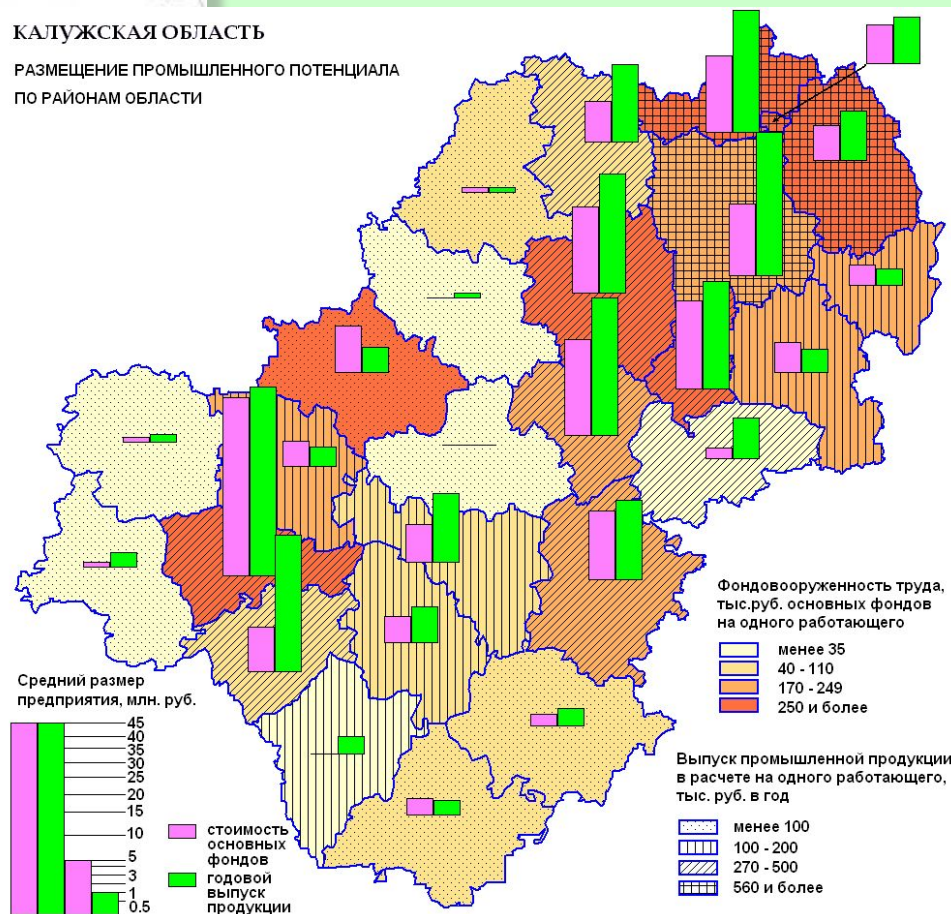 КАЛУЖСКАЯ ОБЛАСТЬ
РАЗМЕЩЕНИЕ ПРОМЫШЛЕННОГО ПОТЕНЦИАЛА
ПО РАЙОНАМ ОБЛАСТИ
Фондовооруженность труда,
тыс.руб. основных фондов
на одного работающего
менее 35
40 - 110
170 - 249
250 и более
Выпуск промышленной продукции
в расчете на одного работающего,
тыс. руб. в год
менее 100
100 - 200
270 - 500
560 и более
Средний размер
предприятия, млн. руб.
45
40
35
30
25
20
15
10
5
3
1
0.5
стоимость
основных
фондов
годовой
выпуск
продукции